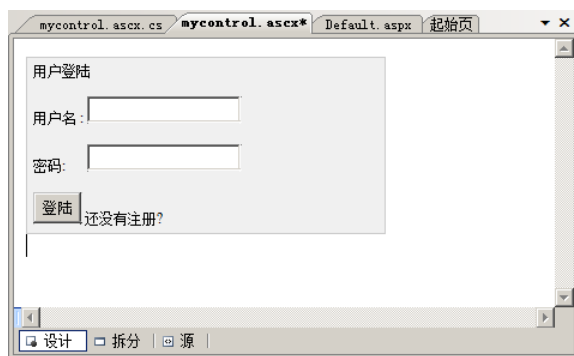 mycontrol.ascx.cs mycontrol.ascx* Default.aspx 起始页
用户登陆
用户名:
密码:
登陆 还没有注册?
设计 拆分 源